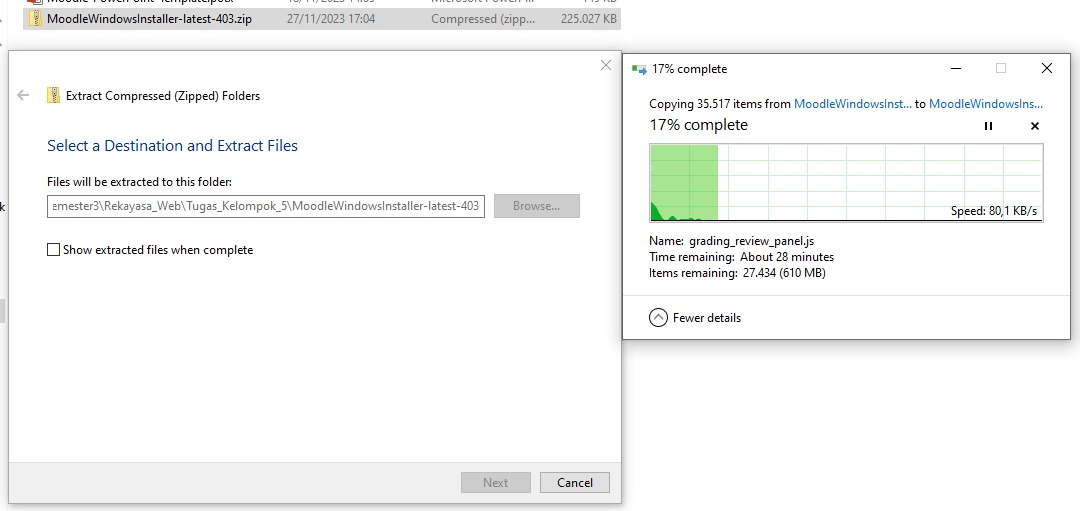 MoodleWindowsInstaller-latest-403.zip 27/11/2023 17:04 Compressed (zipp... 225.027 KB
Extract Compressed (Zipped) Folders
Select a Destination and Extract Files
Files will be extracted to this folder:
emester3\Rekayasa_Web\Tugas_Kelompok_5\MoodleWindowsInstaller-latest-403 Browse...
Show extracted files when complete
Next Cancel
17% complete
Copying 35.517 items from MoodleWindowsInst... to MoodleWindowsIns...
17% complete
Speed: 80,1 KB/s
Name: grading_review_panel.js
Time remaining: About 28 minutes
Items remaining: 27.434 (610 MB)
Fewer details